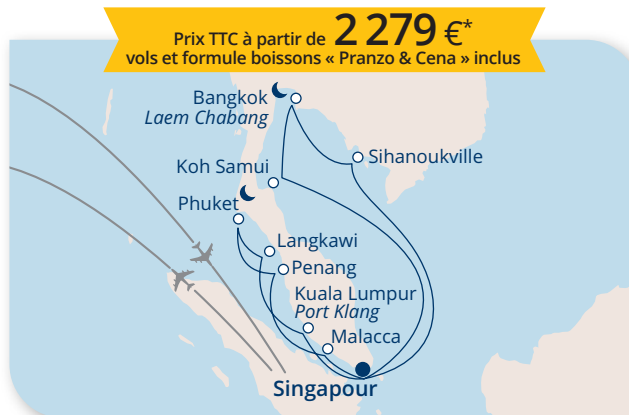 Prix TTC à partir de 2 279 €*
vols et formule boissons « Pranzo & Cena » inclus
Bangkok
Laem Chabang
Sihanoukville
Koh Samui
Phuket
Langkawi
Penang
Kuala Lumpur
Port Klang
Malacca
Singapour